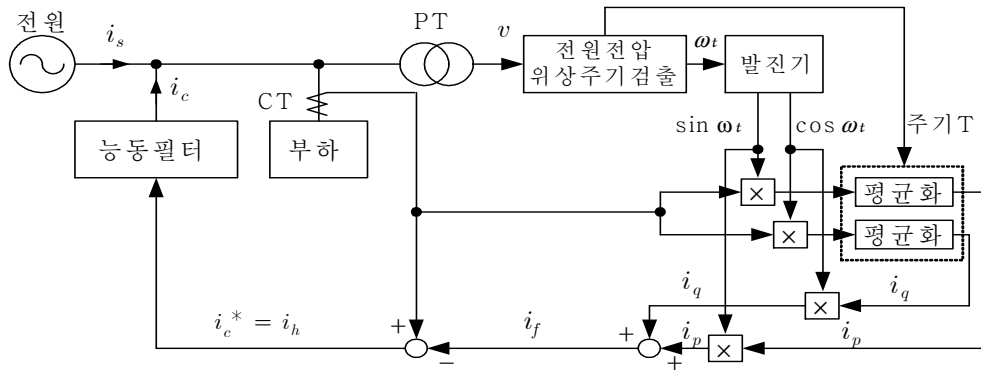 전원
PT
i_s
v
전원전압
위상주기검출
ωt
발진기
i_c
CT
sin ωt
cos ωt
주기T
능동필터
부하
×
평균화
×
평균화
i_q
×
i_q
i_c* = i_h
+
−
i_f
+
+
i_p
×
i_p